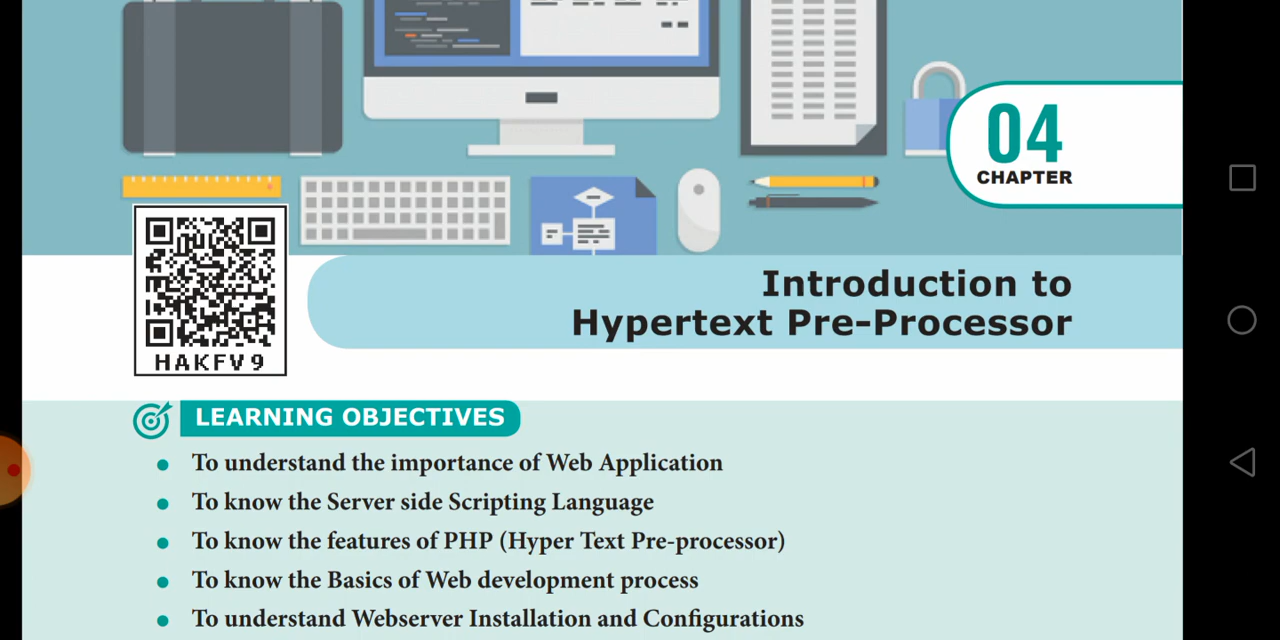 04
CHAPTER
HAKFV9
Introduction to
Hypertext Pre-Processor
LEARNING OBJECTIVES
• To understand the importance of Web Application
• To know the Server side Scripting Language
• To know the features of PHP (Hyper Text Pre-processor)
• To know the Basics of Web development process
• To understand Webserver Installation and Configurations